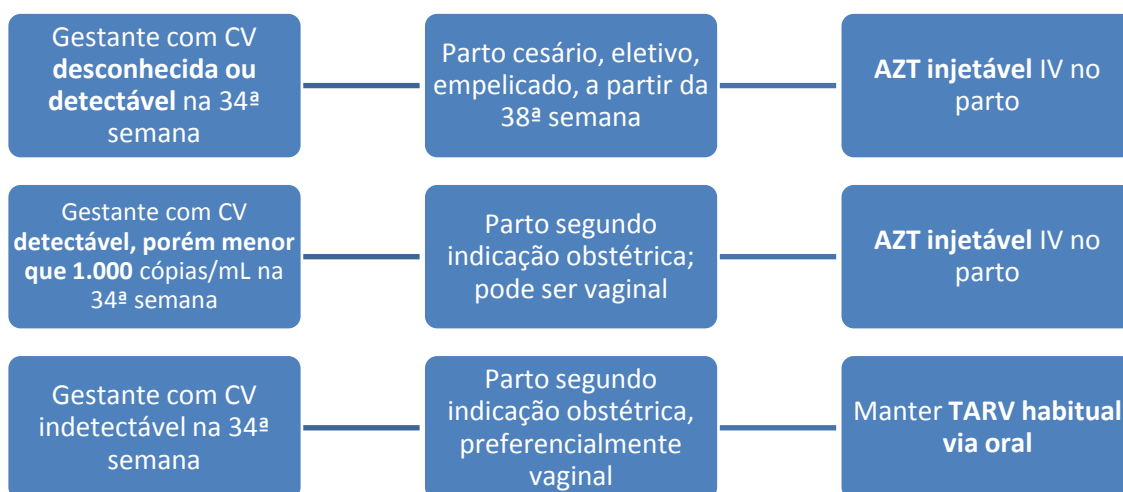 Gestante com CV
desconhecida ou
detectável na 34ª
semana
Parto cesário, eletivo,
empelicado, a partir da
38ª semana
AZT injetável IV no
parto
Gestante com CV
detectável, porém menor
que 1.000 cópias/mL na
34ª semana
Parto segundo
indicação obstétrica;
pode ser vaginal
AZT injetável IV no
parto
Gestante com CV
indetectável na 34ª
semana
Parto segundo
indicação obstétrica,
preferencialmente
vaginal
Manter TARV habitual
via oral